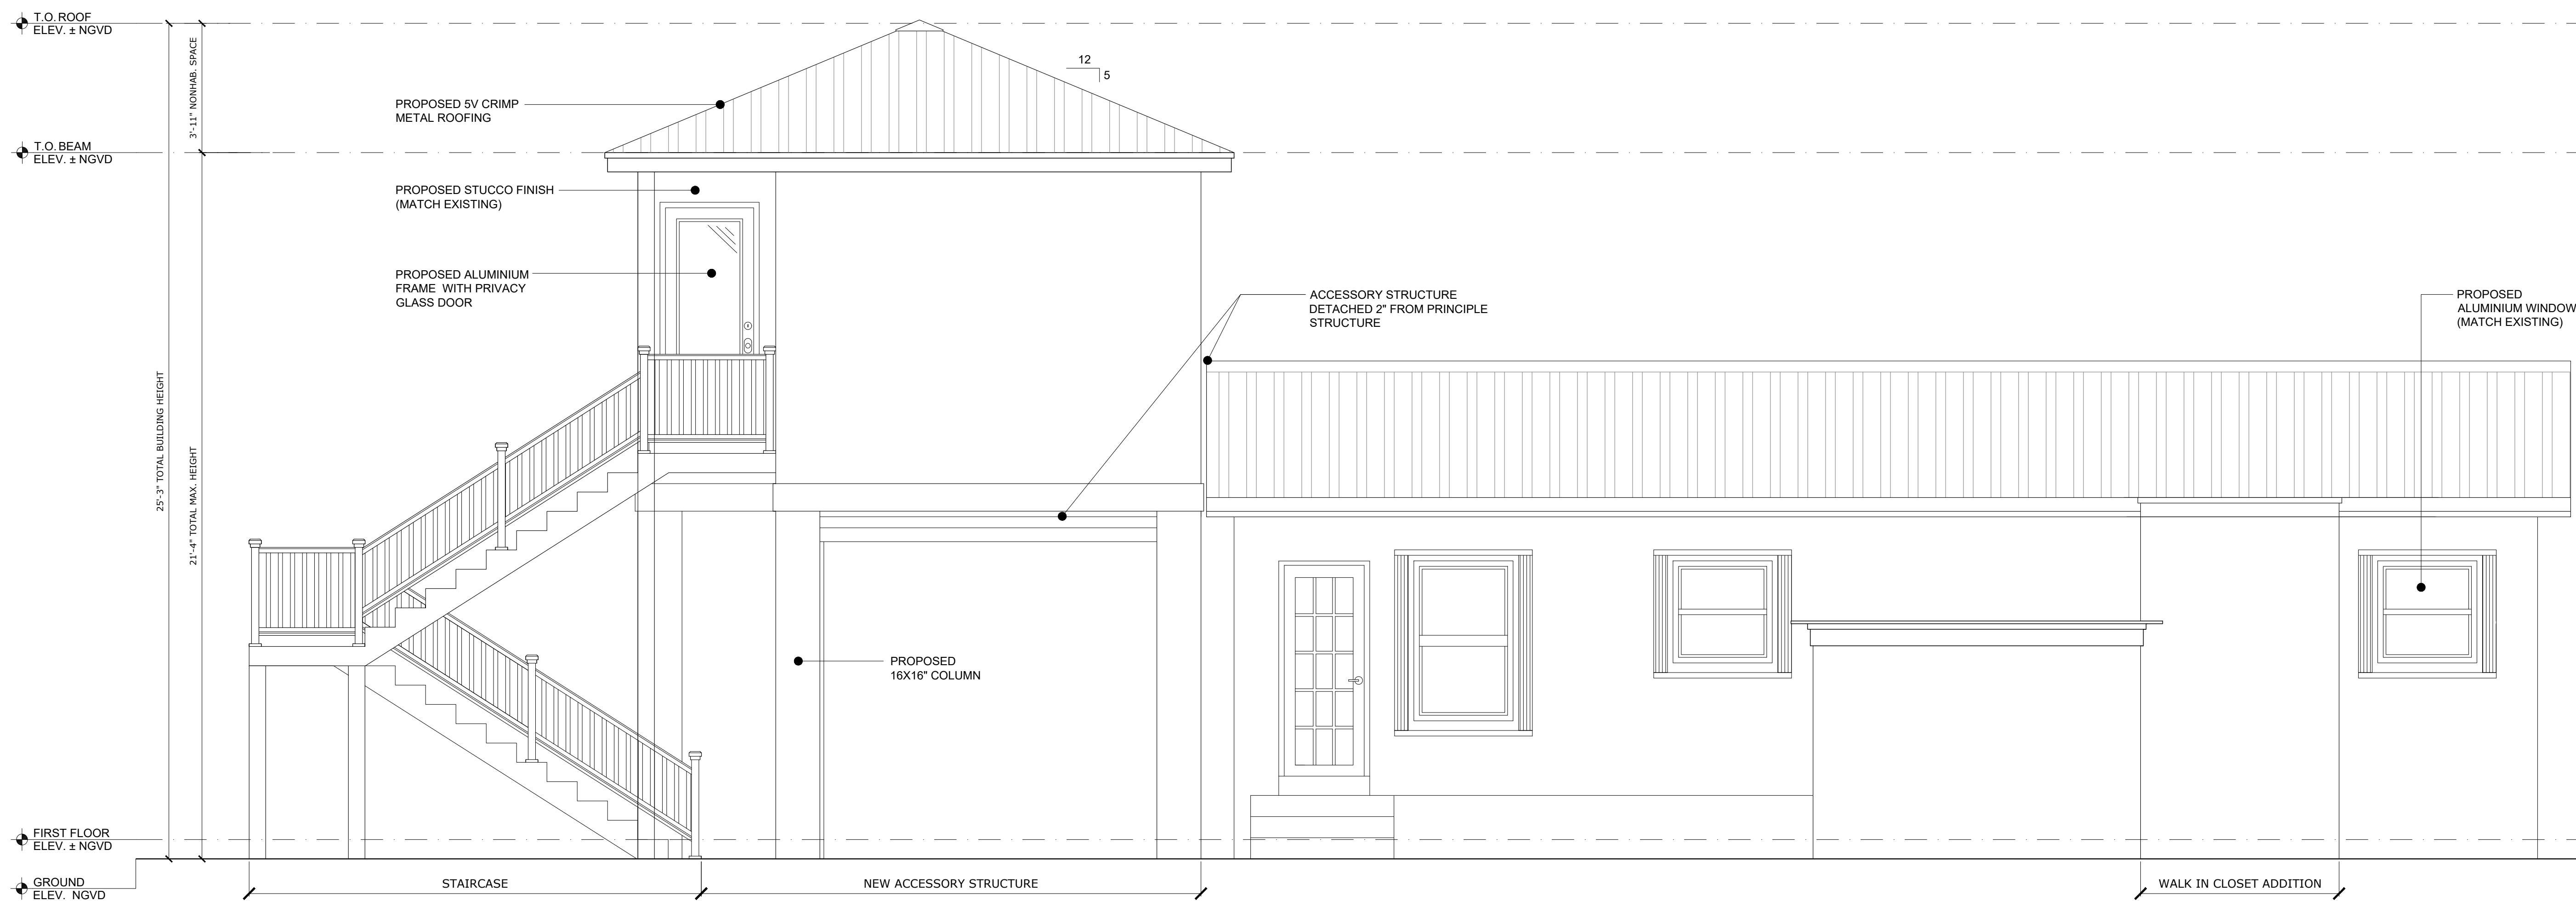 T.O. ROOF
ELEV. ± NGVD
3'-11" NONHAB. SPACE
12
5
PROPOSED 5V CRIMP
METAL ROOFING
T.O. BEAM
ELEV. ± NGVD
PROPOSED STUCCO FINISH
(MATCH EXISTING)
PROPOSED ALUMINIUM
FRAME WITH PRIVACY
GLASS DOOR
ACCESSORY STRUCTURE
DETACHED 2" FROM PRINCIPLE
STRUCTURE
PROPOSED
ALUMINIUM WINDOW
(MATCH EXISTING)
25'-3" TOTAL BUILDING HEIGHT
21'-4" TOTAL MAX. HEIGHT
PROPOSED
16X16" COLUMN
FIRST FLOOR
ELEV. ± NGVD
GROUND
ELEV. NGVD
STAIRCASE
NEW ACCESSORY STRUCTURE
WALK IN CLOSET ADDITION